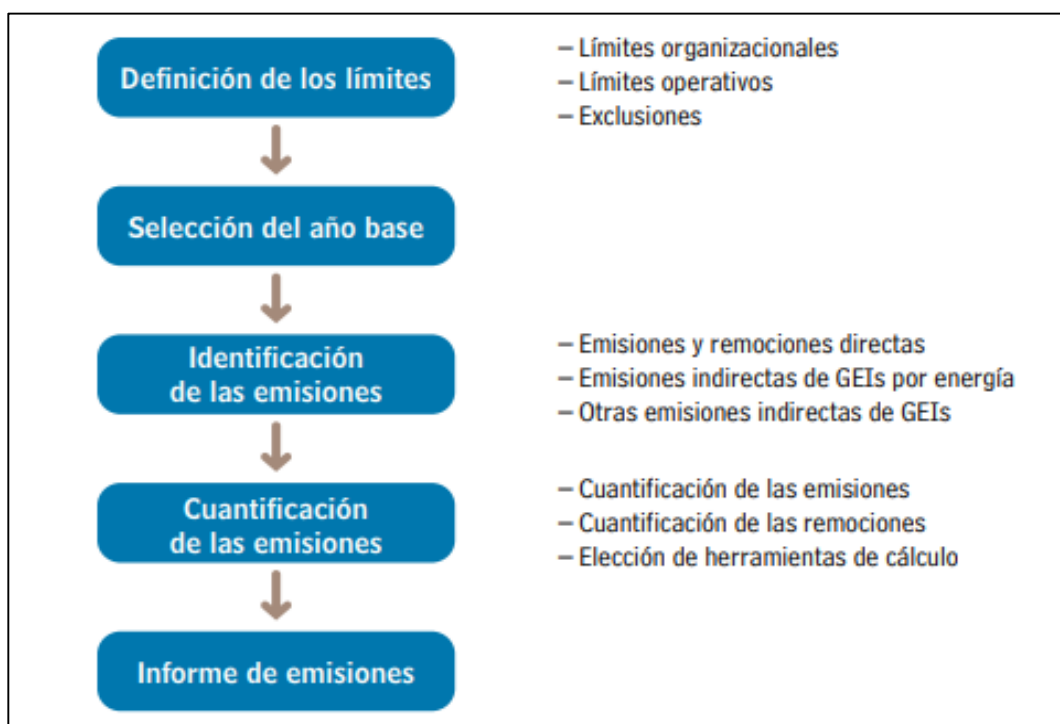 Definición de los límites
– Límites organizacionales
– Límites operativos
– Exclusiones
Selección del año base
Identificación
de las emisiones
– Emisiones y remociones directas
– Emisiones indirectas de GEIs por energía
– Otras emisiones indirectas de GEIs
Cuantificación
de las emisiones
– Cuantificación de las emisiones
– Cuantificación de las remociones
– Elección de herramientas de cálculo
Informe de emisiones